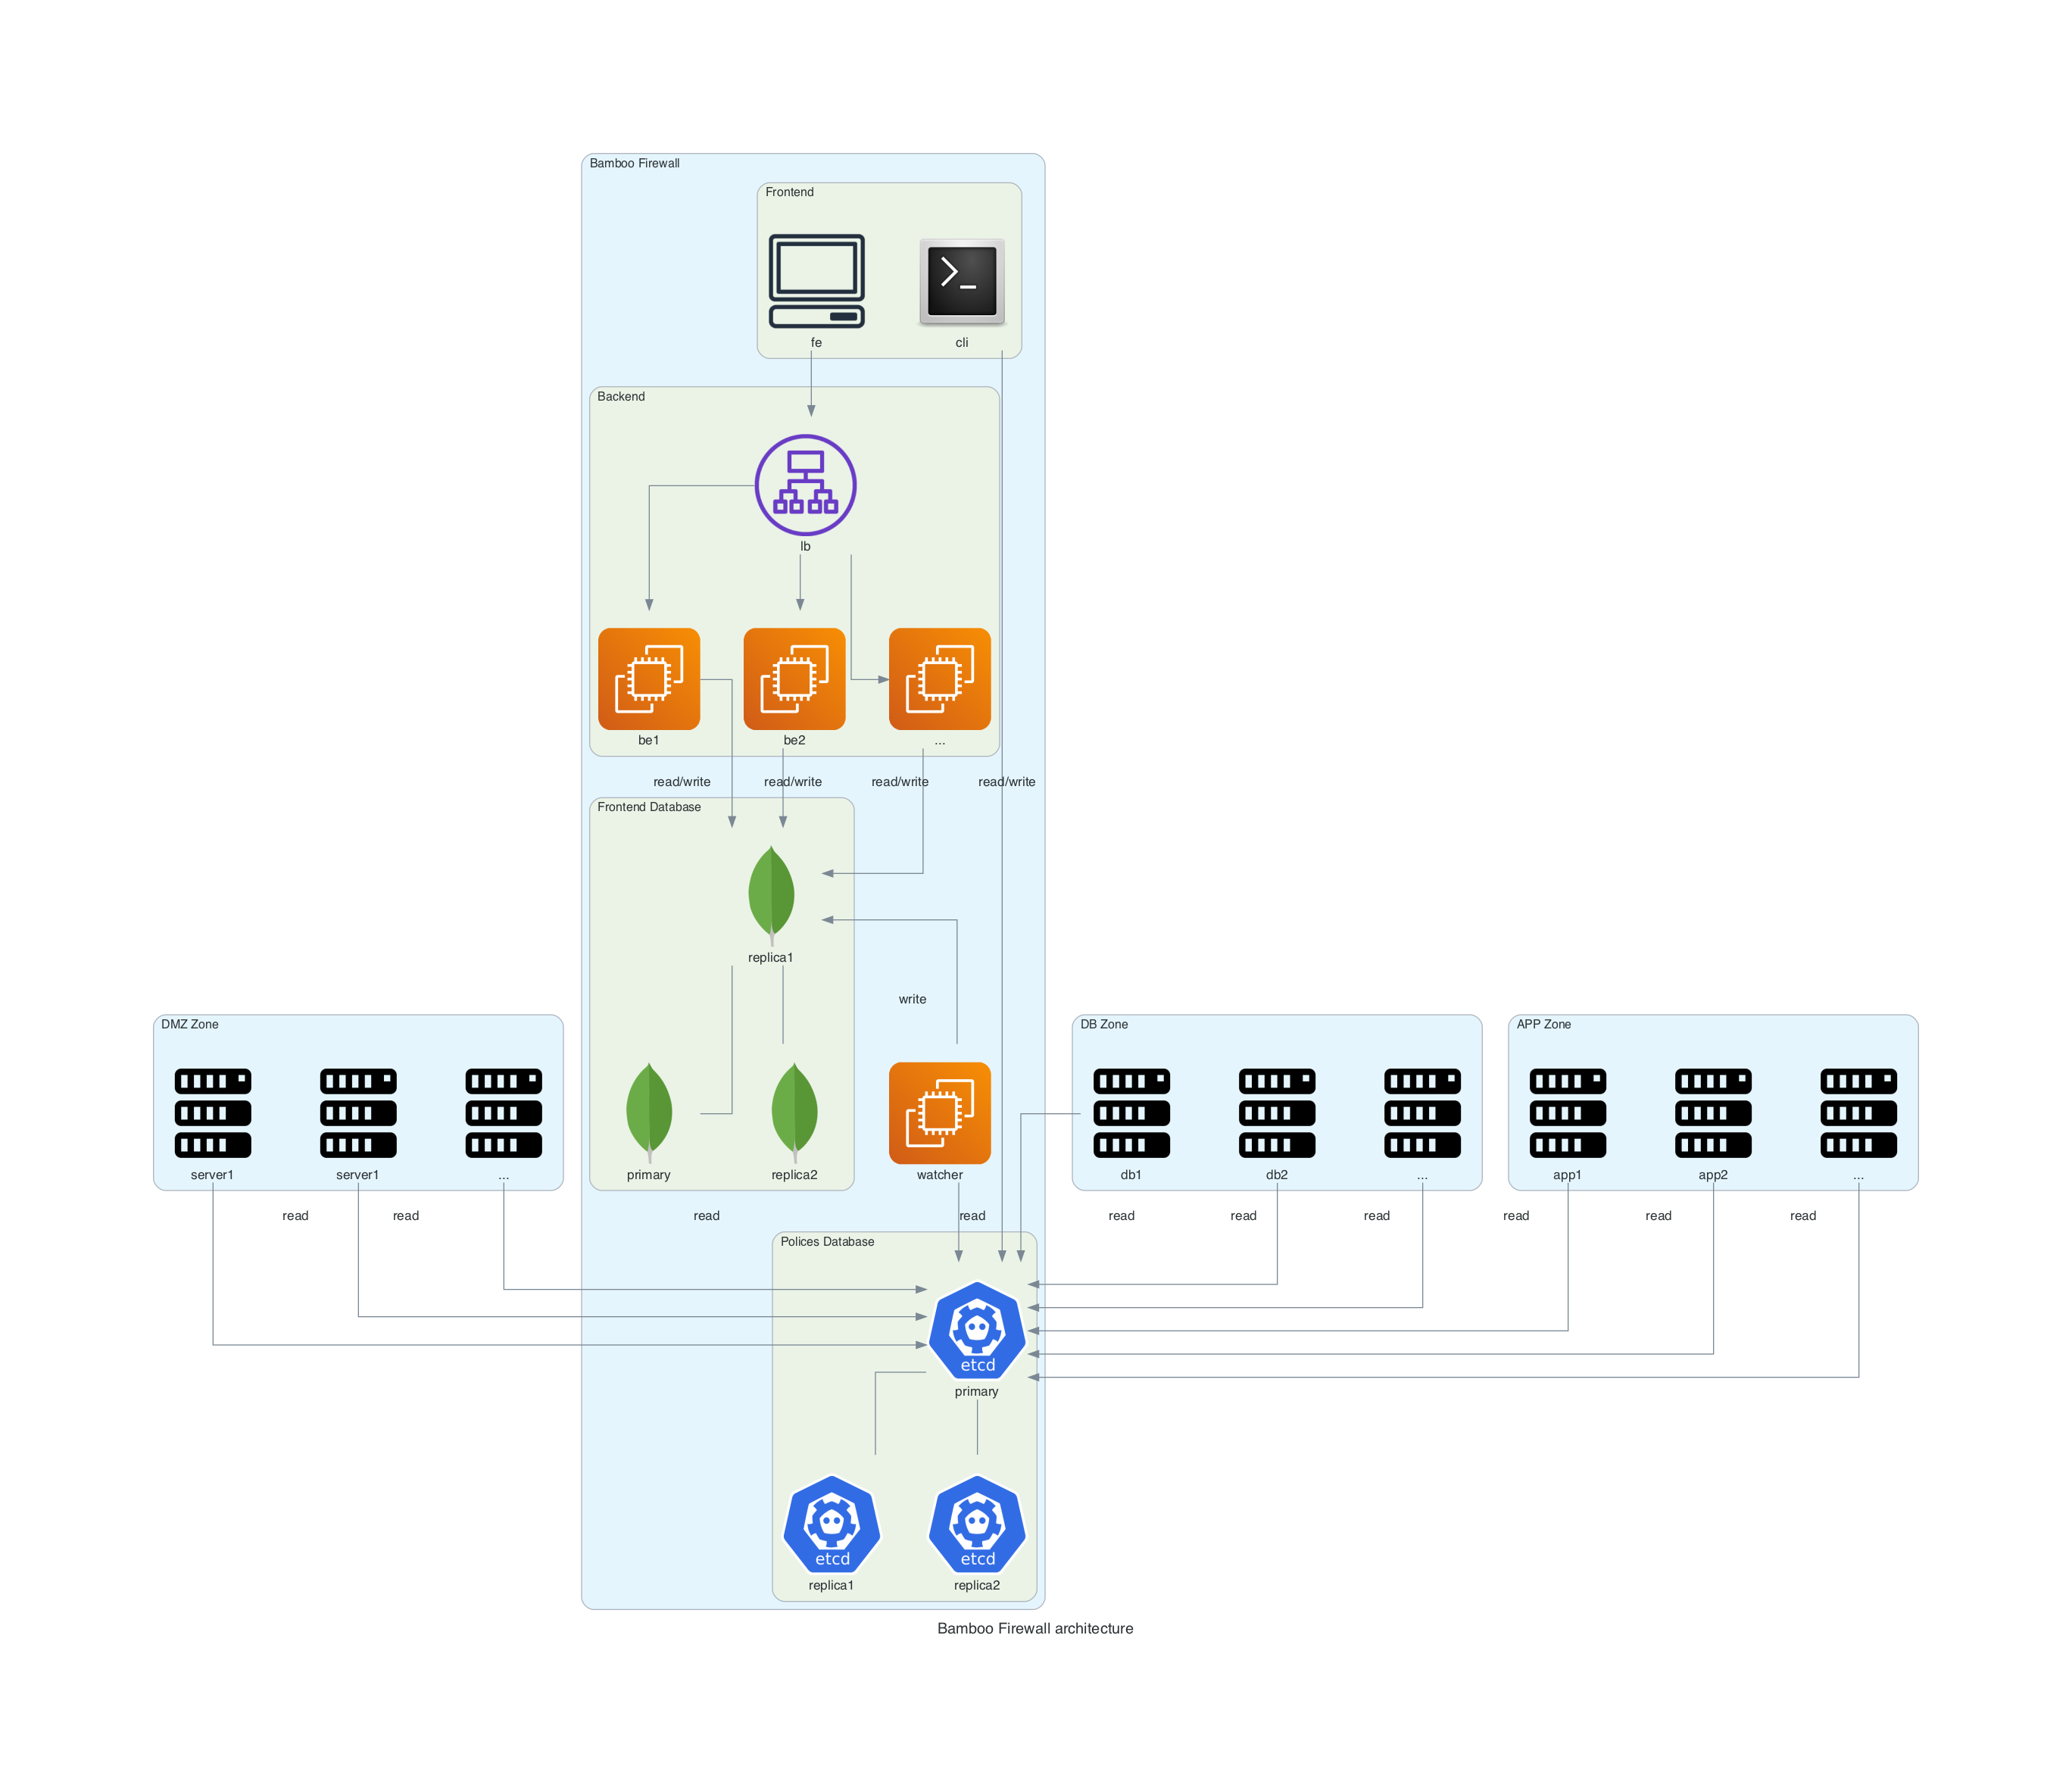 Bamboo Firewall
Frontend
fe
cli
Backend
lb
be1
be2
...
read/write
read/write
read/write
read/write
Frontend Database
replica1
write
DMZ Zone
server1
server1
...
primary
replica2
watcher
DB Zone
db1
db2
...
APP Zone
app1
app2
...
read
read
read
read
read
read
read
read
read
read
Polices Database
etcd
primary
etcd
replica1
etcd
replica2
Bamboo Firewall architecture